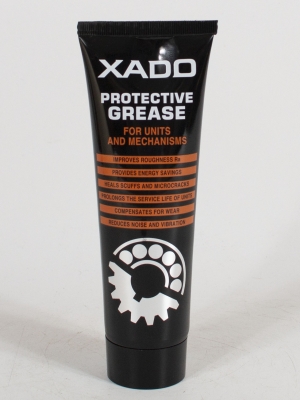 XADO
PROTECTIVE
GREASE
FOR UNITS
AND MECHANISMS
IMPROVES ROUGHNESS Ra
PROVIDES ENERGY SAVINGS
HEALS SCUFFS AND MICROCRACKS
PROLONGS THE SERVICE LIFE OF UNITS
COMPENSATES FOR WEAR
REDUCES NOISE AND VIBRATION